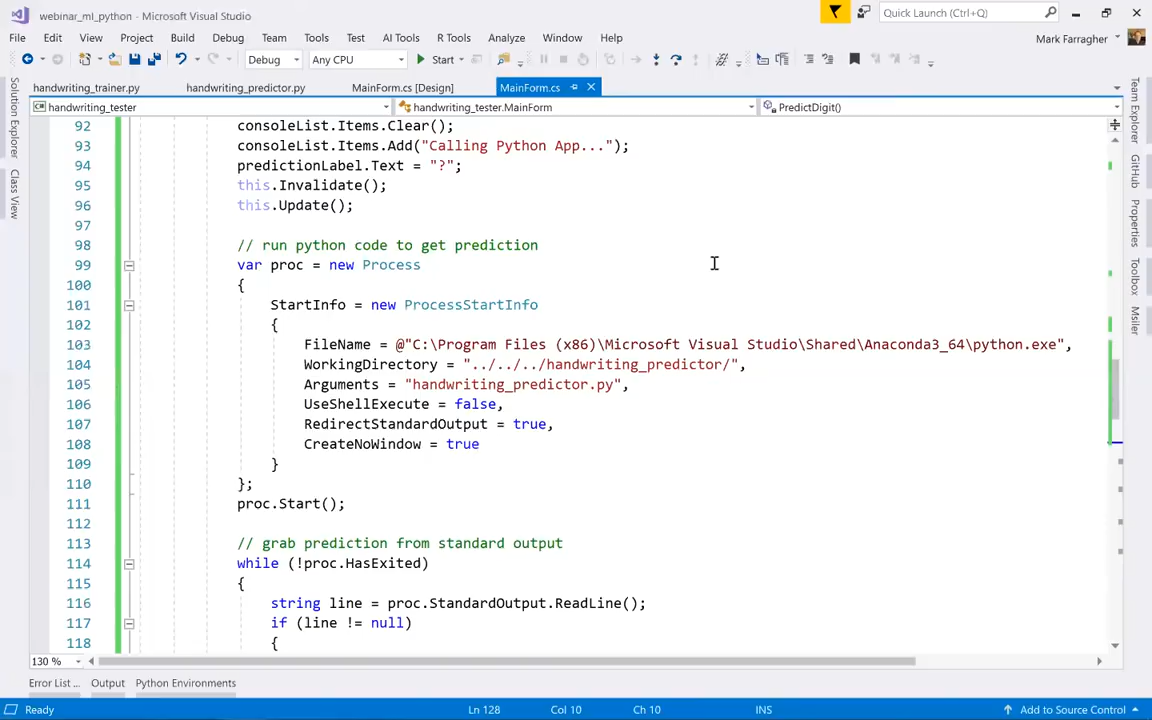 webinar_ml_python - Microsoft Visual Studio
Quick Launch (Ctrl+Q)
File Edit View Project Build Debug Team Tools Test AI Tools R Tools Analyze Window Help
Mark Farragher
Debug Any CPU Start
handwriting_trainer.py handwriting_predictor.py MainForm.cs [Design] MainForm.cs
handwriting_tester handwriting_tester.MainForm PredictDigit()
Solution Explorer
Class View
92 consoleList.Items.Clear();
93 consoleList.Items.Add("Calling Python App...");
94 predictionLabel.Text = "?";
95 this.Invalidate();
96 this.Update();
97
98 // run python code to get prediction
99 var proc = new Process
100 {
101 StartInfo = new ProcessStartInfo
102 {
103 FileName = @"C:\Program Files (x86)\Microsoft Visual Studio\Shared\Anaconda3_64\python.exe",
104 WorkingDirectory = "../../../handwriting_predictor/",
105 Arguments = "handwriting_predictor.py",
106 UseShellExecute = false,
107 RedirectStandardOutput = true,
108 CreateNoWindow = true
109 }
110 };
111 proc.Start();
112
113 // grab prediction from standard output
114 while (!proc.HasExited)
115 {
116 string line = proc.StandardOutput.ReadLine();
117 if (line != null)
118 {
Team Explorer
GitHub
Properties
Toolbox
130 %
Error List ... Output Python Environments
Ready Ln 128 Col 10 Ch 10 INS Add to Source Control